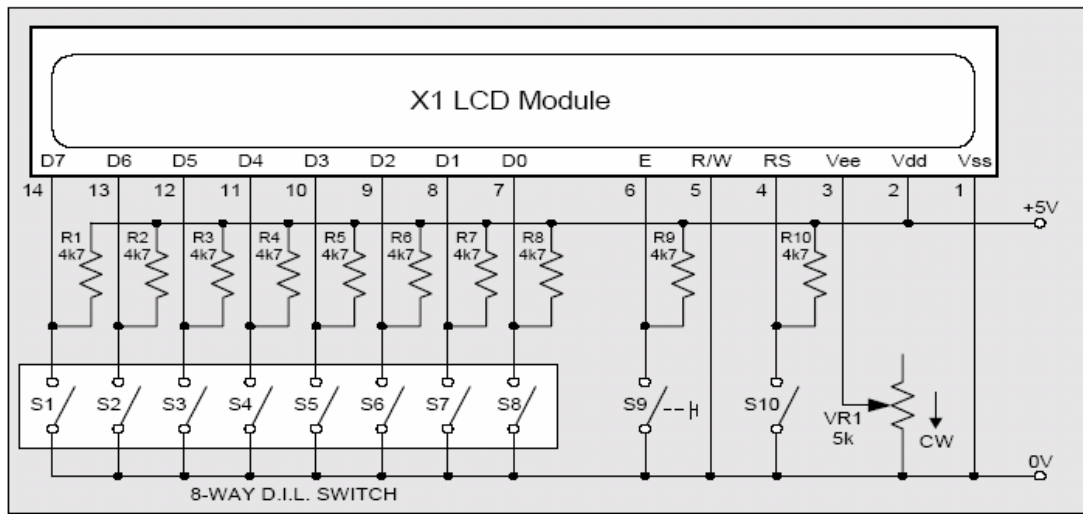 X1 LCD Module
D7 D6 D5 D4 D3 D2 D1 D0 E R/W RS Vee Vdd Vss
14 13 12 11 10 9 8 7 6 5 4 3 2 1
+5V
R1 R2 R3 R4 R5 R6 R7 R8 R9 R10
4k7 4k7 4k7 4k7 4k7 4k7 4k7 4k7 4k7 4k7
S1 S2 S3 S4 S5 S6 S7 S8 S9 S10
VR1
5k
CW
0V
8-WAY D.I.L. SWITCH